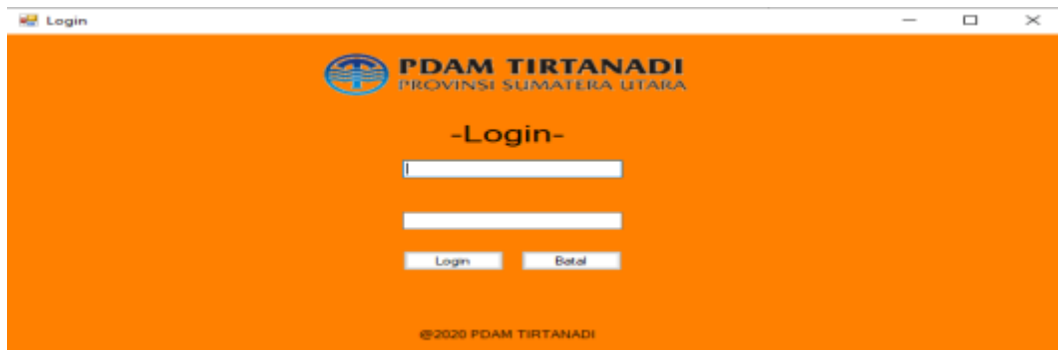 Login
PDAM TIRTANADI
PROVINSI SUMATERA UTARA
-Login-
Login Batal
@2020 PDAM TIRTANADI